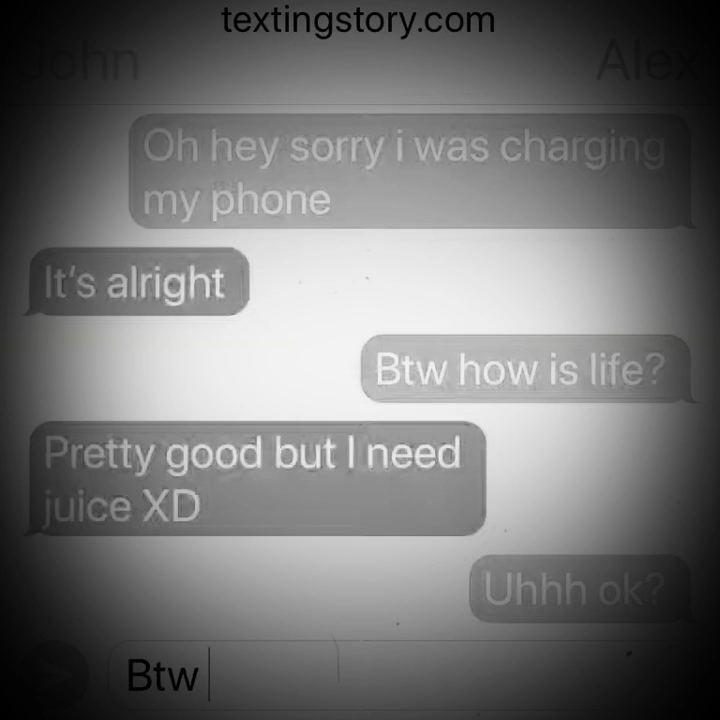 textingstory.com
John Alex
Oh hey sorry i was charging
my phone
It's alright
Btw how is life?
Pretty good but I need
juice XD
Uhhh ok?
Btw